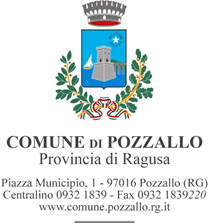 COMUNE DI POZZALLO
Provincia di Ragusa
Piazza Municipio, 1 - 97016 Pozzallo (RG)
Centralino 0932 1839 - Fax 0932 1839220
www.comune.pozzallo.rg.it